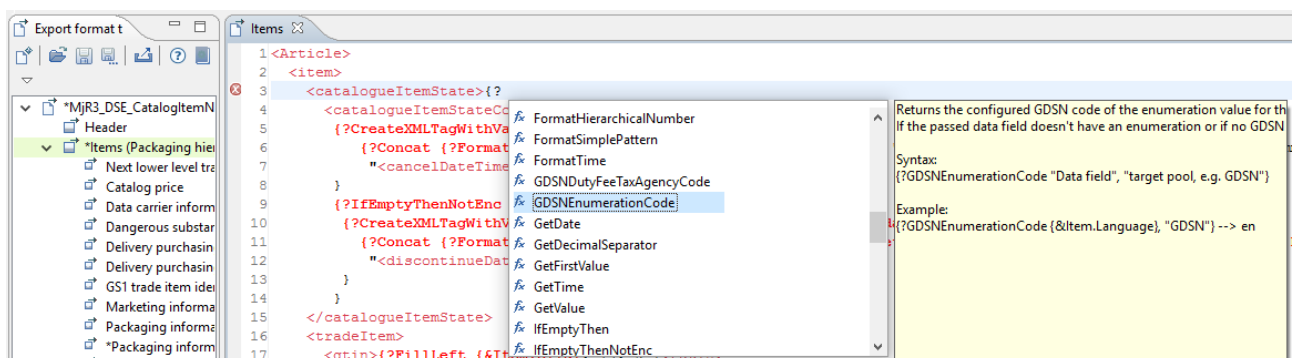 Export format t
*MjR3_DSE_CatalogItemN
Header
*Items (Packaging hier
Next lower level tra
Catalog price
Data carrier inform
Dangerous substar
Delivery purchasin
Delivery purchasin
GS1 trade item ide
Marketing informa
Packaging informa
*Packaging inform
Items
1 <Article>
2 <item>
3 <catalogueItemState>{?
4 <catalogueItemStateCo
5 {?CreateXMLTagWithVa
6 {?Concat {?Format
7 "<cancelDateTime
8 }
9 {?IfEmptyThenNotEnc
10 {?CreateXMLTagWithV
11 {?Concat {?Format
12 "<discontinueDat
13 }
14 }
15 </catalogueItemState>
16 <tradeItem>
17 <gtin>{?FillLeft {&It
FormatHierarchicalNumber
FormatSimplePattern
FormatTime
GDSNDutyFeeTaxAgencyCode
GDSNEnumerationCode
GetDate
GetDecimalSeparator
GetFirstValue
GetTime
GetValue
IfEmptyThen
IfEmptyThenNotEnc
Returns the configured GDSN code of the enumeration value for th
If the passed data field doesn't have an enumeration or if no GDSN
Syntax:
{?GDSNEnumerationCode "Data field", "target pool, e.g. GDSN"}
Example:
{?GDSNEnumerationCode {&Item.Language}, "GDSN"} --> en